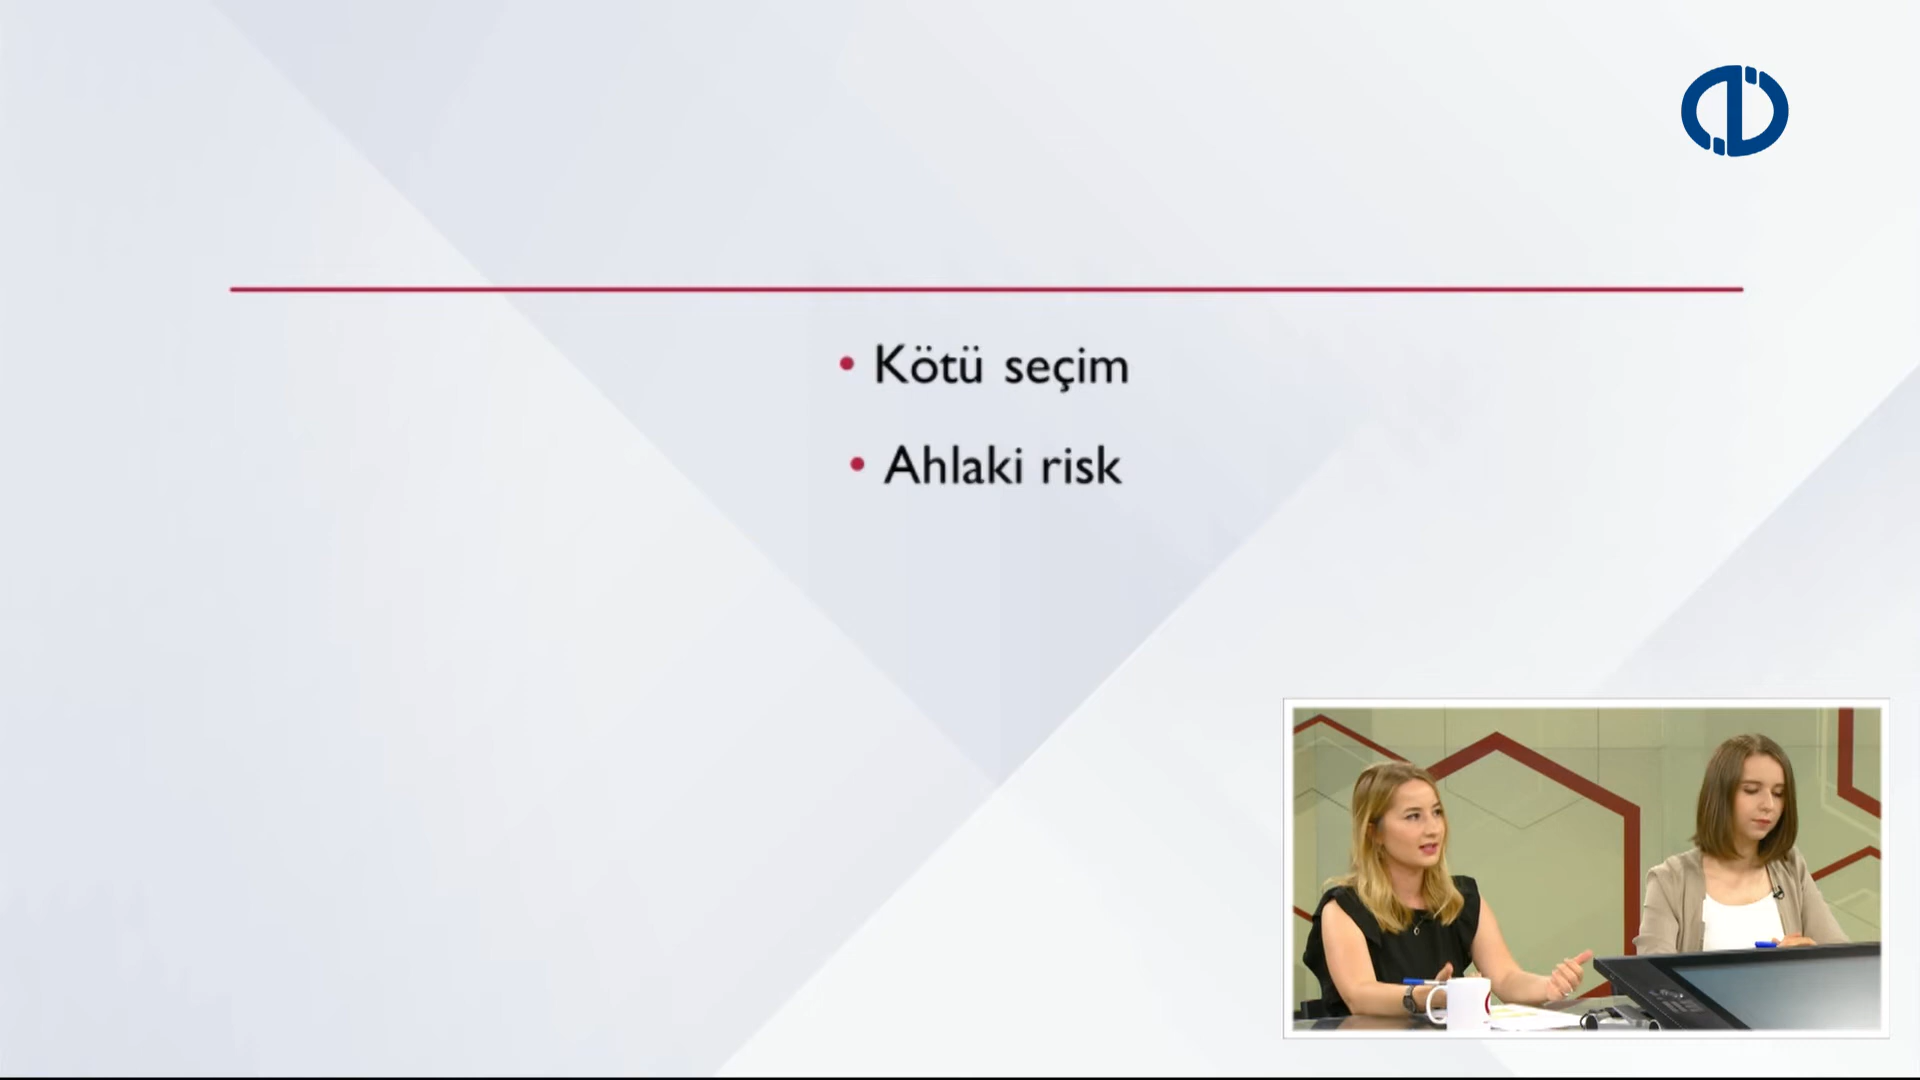 • Kötü seçim
• Ahlaki risk